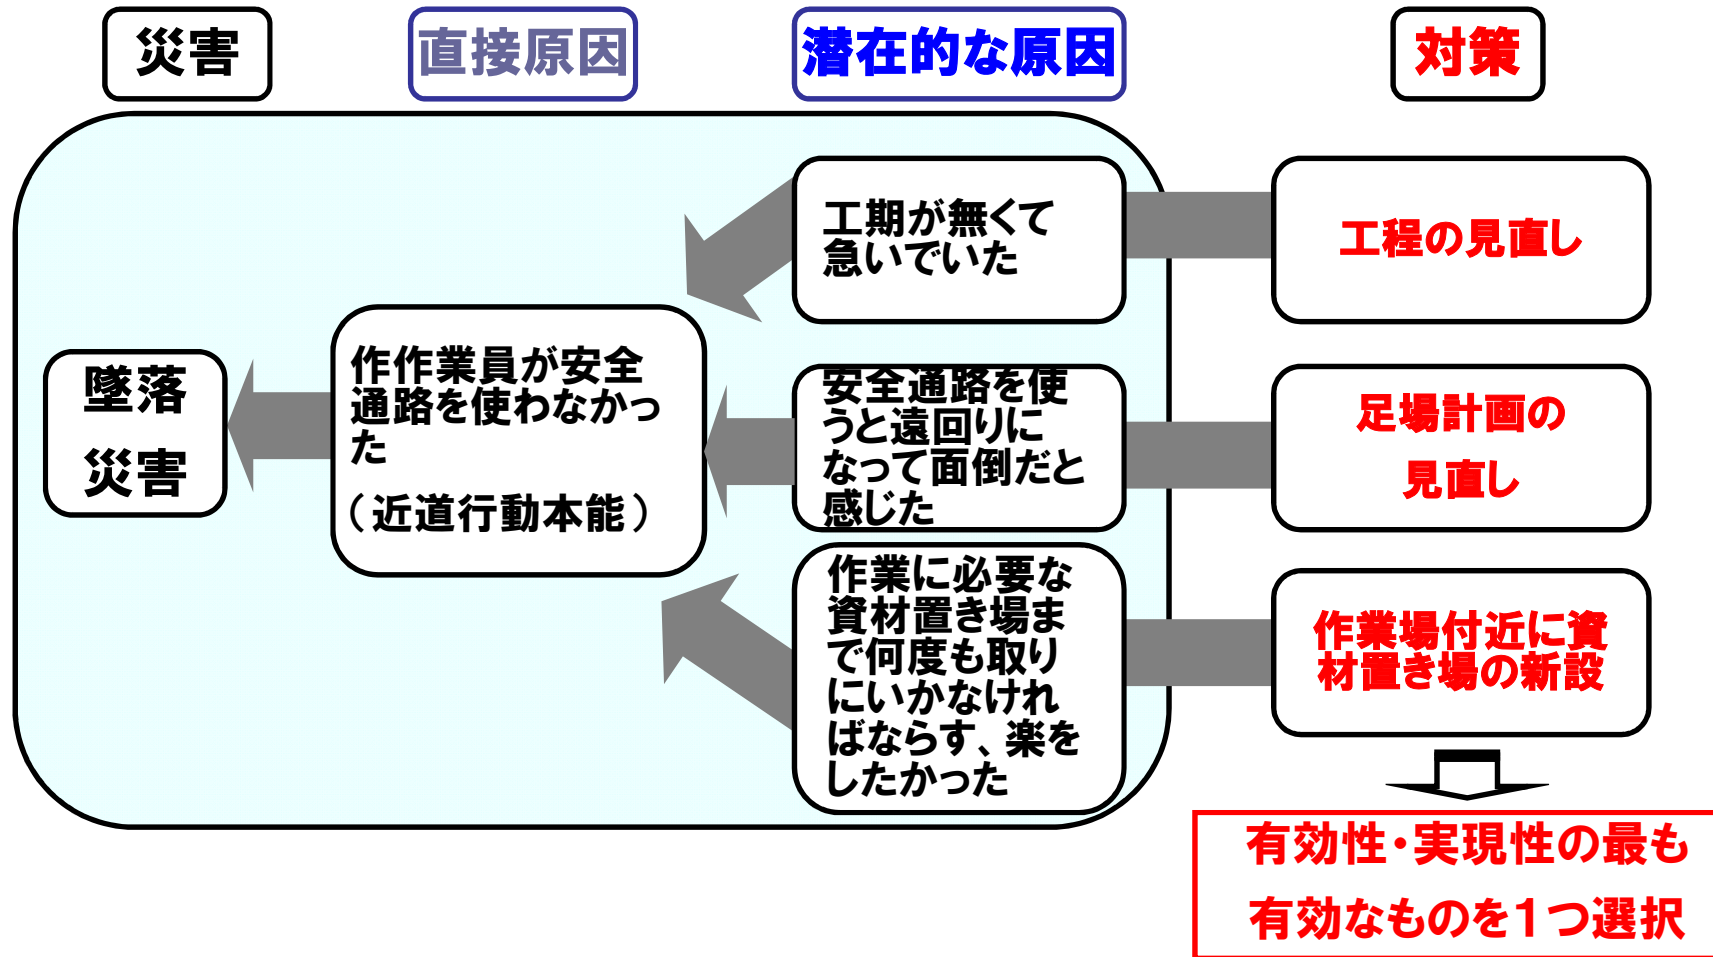 災害
直接原因
潜在的な原因
対策
工期が無くて
急いでいた
工程の見直し
墜落
災害
作作業員が安全
通路を使わなかっ
た
（近道行動本能）
安全通路を使
うと遠回りに
なって面倒だと
感じた
足場計画の
見直し
作業に必要な
資材置き場ま
で何度も取り
にいかなけれ
ばならす、楽を
したかった
作業場付近に資
材置き場の新設
有効性・実現性の最も
有効なものを１つ選択